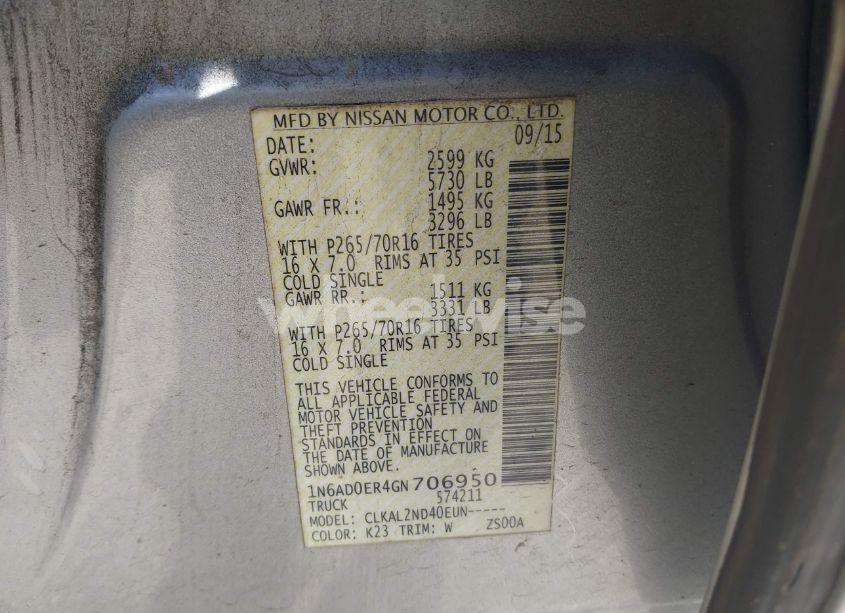 MFD BY NISSAN MOTOR CO., LTD.
DATE: 09/15
GVWR: 2599 KG
5730 LB
GAWR FR.: 1495 KG
3296 LB
WITH P265/70R16 TIRES
16 X 7.0 RIMS AT 35 PSI
COLD SINGLE
GAWR RR.: 1511 KG
3331 LB
WITH P265/70R16 TIRES
16 X 7.0 RIMS AT 35 PSI
COLD SINGLE
THIS VEHICLE CONFORMS TO
ALL APPLICABLE FEDERAL
MOTOR VEHICLE SAFETY AND
THEFT PREVENTION
STANDARDS IN EFFECT ON
THE DATE OF MANUFACTURE
SHOWN ABOVE.
1N6AD0ER4GN706950
TRUCK 574211
MODEL: CLKAL2ND40EUN-----
COLOR: K23 TRIM: W ZS00A
wheelwise